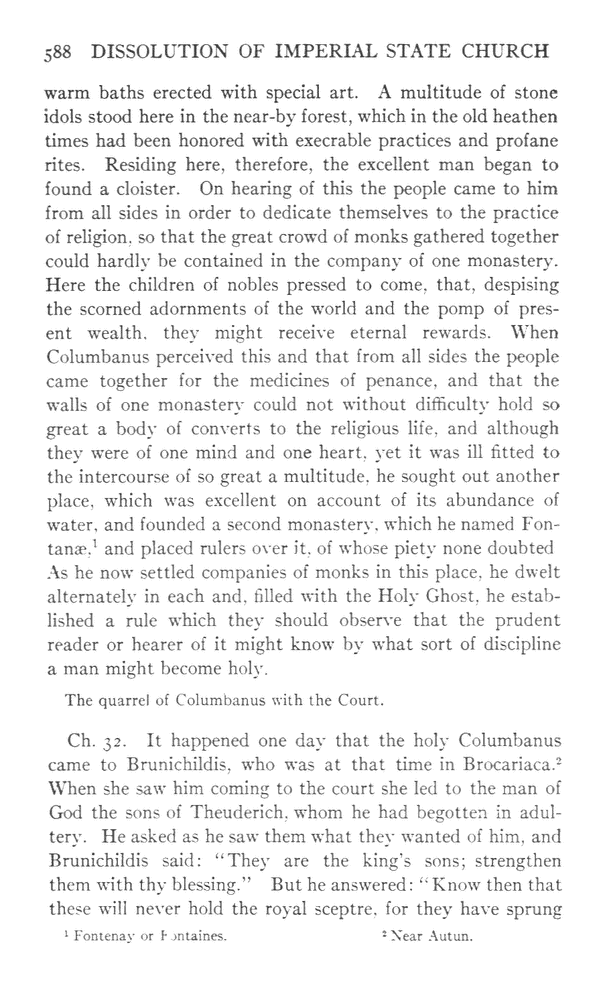 588 DISSOLUTION OF IMPERIAL STATE CHURCH
warm baths erected with special art. A multitude of stone
idols stood here in the near-by forest, which in the old heathen
times had been honored with execrable practices and profane
rites. Residing here, therefore, the excellent man began to
found a cloister. On hearing of this the people came to him
from all sides in order to dedicate themselves to the practice
of religion, so that the great crowd of monks gathered together
could hardly be contained in the company of one monastery.
Here the children of nobles pressed to come, that, despising
the scorned adornments of the world and the pomp of pres-
ent wealth, they might receive eternal rewards. When
Columbanus perceived this and that from all sides the people
came together for the medicines of penance, and that the
walls of one monastery could not without difficulty hold so
great a body of converts to the religious life, and although
they were of one mind and one heart, yet it was ill fitted to
the intercourse of so great a multitude, he sought out another
place, which was excellent on account of its abundance of
water, and founded a second monastery, which he named Fon-
tanæ,¹ and placed rulers over it, of whose piety none doubted
As he now settled companies of monks in this place, he dwelt
alternately in each and, filled with the Holy Ghost, he estab-
lished a rule which they should observe that the prudent
reader or hearer of it might know by what sort of discipline
a man might become holy.
The quarrel of Columbanus with the Court.
Ch. 32. It happened one day that the holy Columbanus
came to Brunichildis, who was at that time in Brocariaca.²
When she saw him coming to the court she led to the man of
God the sons of Theuderich, whom he had begotten in adul-
tery. He asked as he saw them what they wanted of him, and
Brunichildis said: "They are the king's sons; strengthen
them with thy blessing." But he answered: "Know then that
these will never hold the royal sceptre, for they have sprung
¹ Fontenay or Fontaines. ² Near Autun.